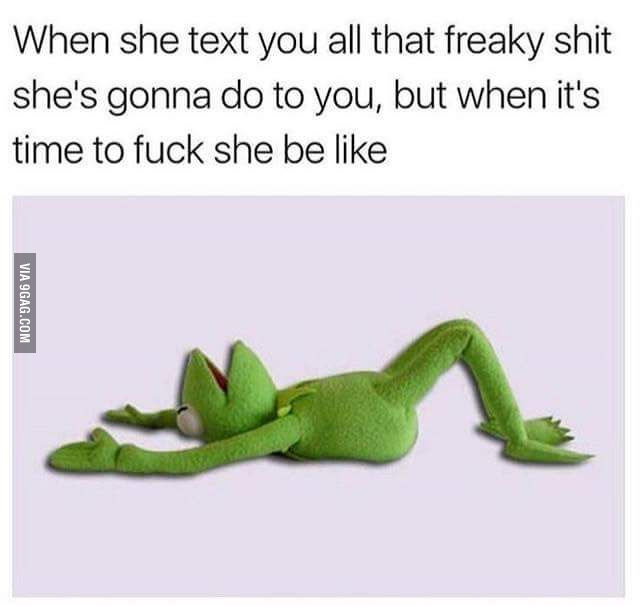 When she text you all that freaky shit
she's gonna do to you, but when it's
time to fuck she be like
VIA 9GAG.COM